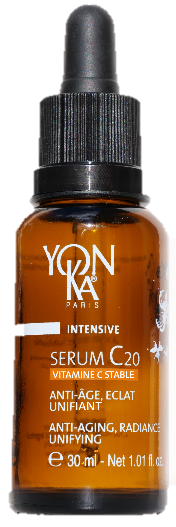 YON
KA®
PARIS
INTENSIVE
SERUM C20
VITAMINE C STABLE
ANTI-ÂGE, ECLAT
UNIFIANT
ANTI-AGING, RADIANCE
UNIFYING
℮ 30 ml - Net 1.01 fl. oz